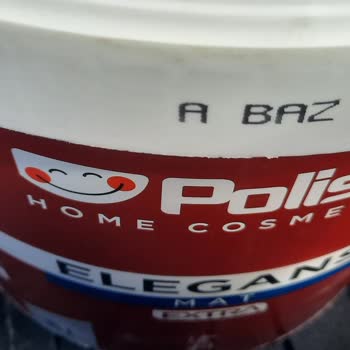 A BAZ
Polis
HOME COSME
ELEGANS
MAT
EXTRA